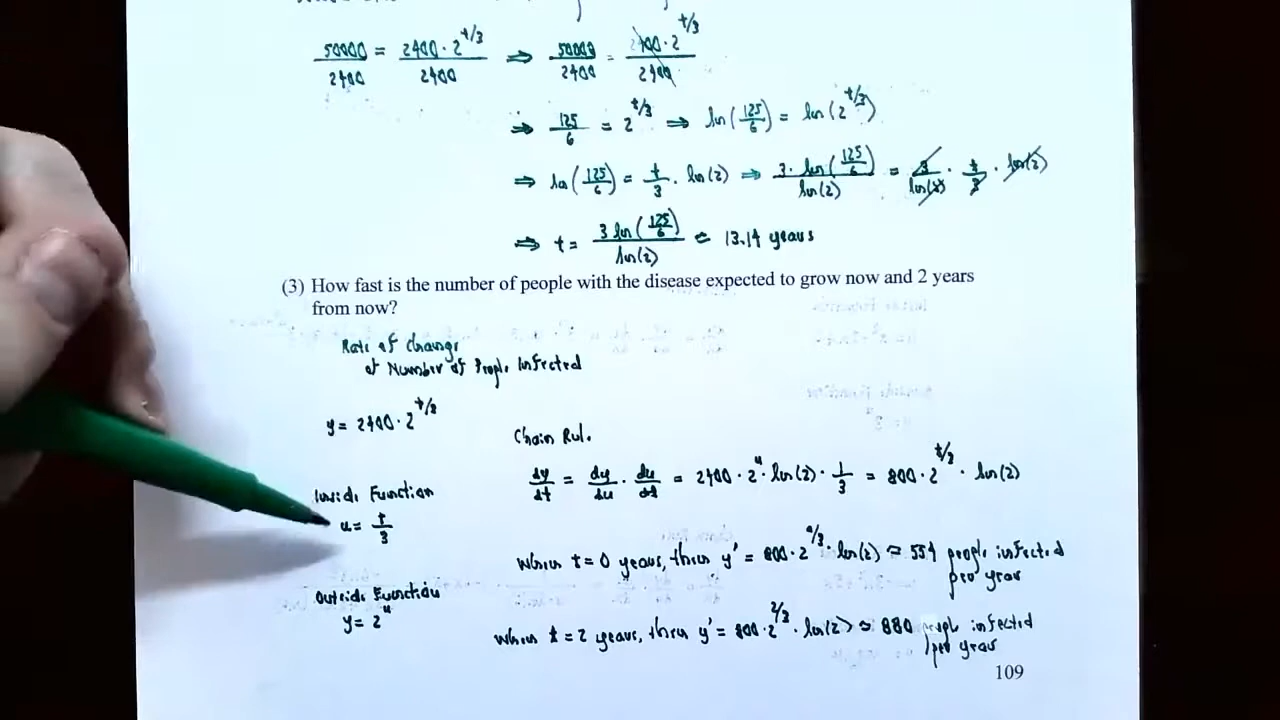 50000/2400 = 2400·2^t/3 / 2400 ⇒ 50000/2400 = 2400·2^t/3 / 2400
⇒ 125/6 = 2^t/3 ⇒ ln(125/6) = ln(2^t/3)
⇒ ln(125/6) = t/3 · ln(2) ⇒ 3·ln(125/6) / ln(2) = 3/ln(2) · t/3 · ln(2)
⇒ t = 3 ln(125/6) / ln(2) ≈ 13.14 years
(3) How fast is the number of people with the disease expected to grow now and 2 years
from now?
Rate of Change
of Number of People Infected
y = 2400·2^t/3
Chain Rule
dy/dt = dy/du · du/dt = 2400·2^u·ln(2)·1/3 = 800·2^t/3·ln(2)
Inside Function
u = t/3
When t=0 years, then y' = 800·2^0/3·ln(2) ≈ 554 people infected
per year
Outside Function
y = 2^u
When t=2 years, then y' = 800·2^2/3·ln(2) ≈ 880 people infected
per year
109